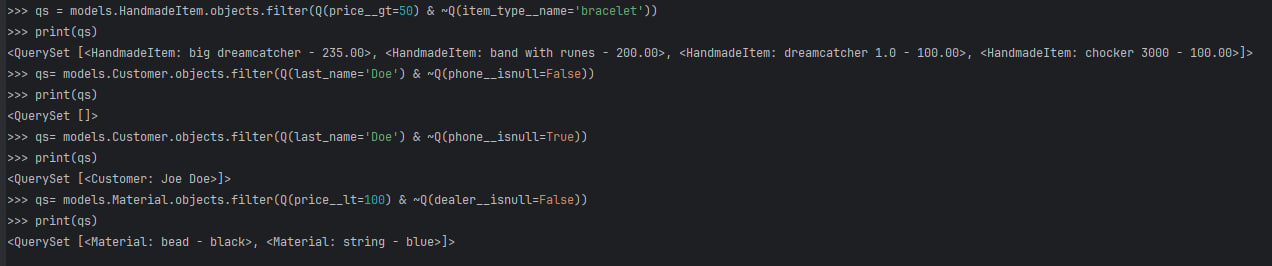 >>> qs = models.HandmadeItem.objects.filter(Q(price__gt=50) & ~Q(item_type__name='bracelet'))
>>> print(qs)
<QuerySet [<HandmadeItem: big dreamcatcher - 235.00>, <HandmadeItem: band with runes - 200.00>, <HandmadeItem: dreamcatcher 1.0 - 100.00>, <HandmadeItem: chocker 3000 - 100.00>]>
>>> qs= models.Customer.objects.filter(Q(last_name='Doe') & ~Q(phone__isnull=False))
>>> print(qs)
<QuerySet []>
>>> qs= models.Customer.objects.filter(Q(last_name='Doe') & ~Q(phone__isnull=True))
>>> print(qs)
<QuerySet [<Customer: Joe Doe>]>
>>> qs= models.Material.objects.filter(Q(price__lt=100) & ~Q(dealer__isnull=False))
>>> print(qs)
<QuerySet [<Material: bead - black>, <Material: string - blue>]>